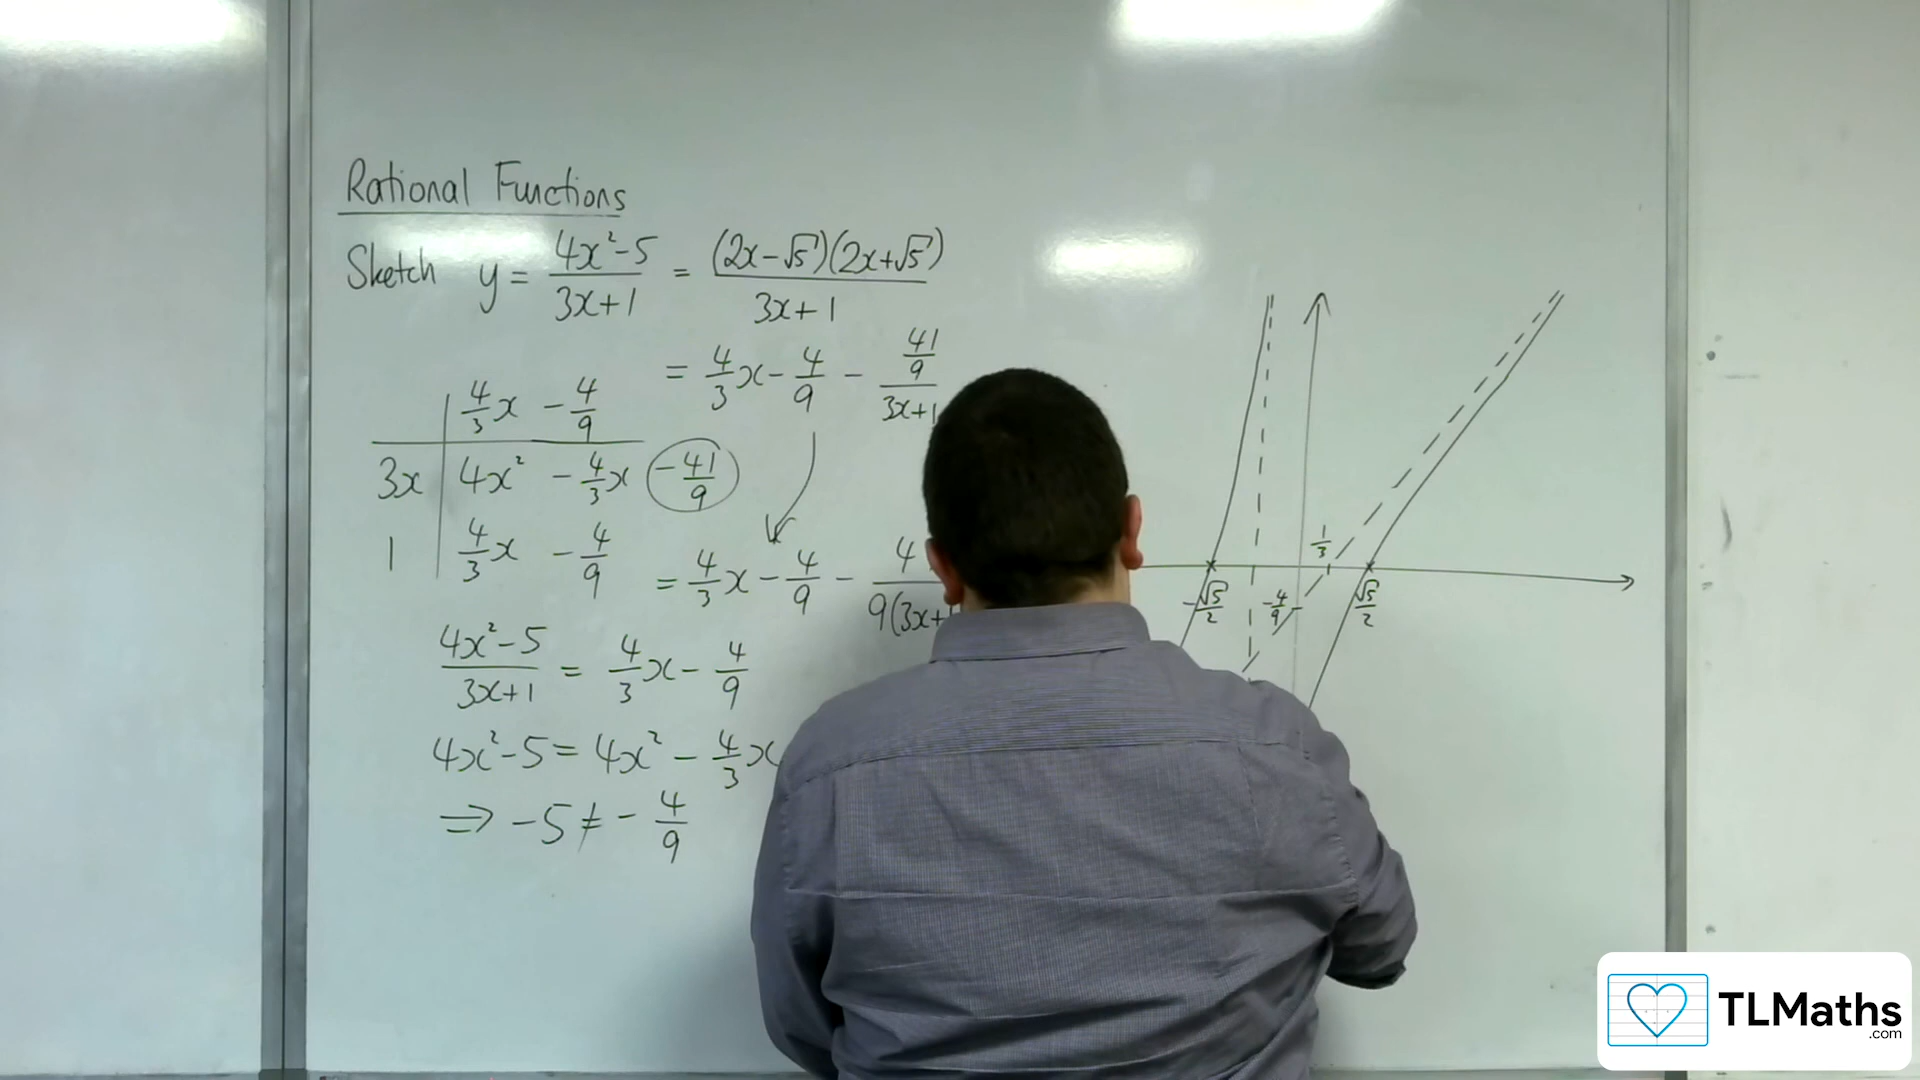 Rational Functions
Sketch y = (4x²-5)/(3x+1) = ((2x-√5)(2x+√5))/(3x+1)
= 4/3 x - 4/9 - (41/9)/(3x+1)
4/3 x - 4/9
3x 4x² - 4/3 x -41/9
1 4/3 x - 4/9
= 4/3 x - 4/9 - 4 / 9(3x+
(4x²-5)/(3x+1) = 4/3 x - 4/9
4x²-5 = 4x² - 4/3 x
⇒ -5 ≠ - 4/9
1/3
-√5/2 -4/9 √5/2
TLMaths
.com